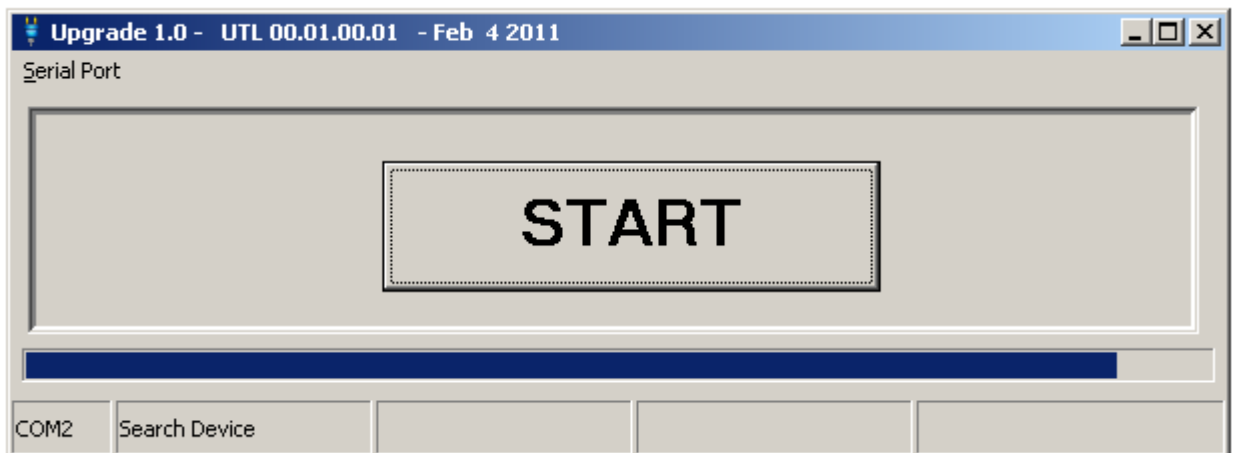 Upgrade 1.0 -   UTL 00.01.00.01   - Feb  4 2011
Serial Port
START
COM2 Search Device